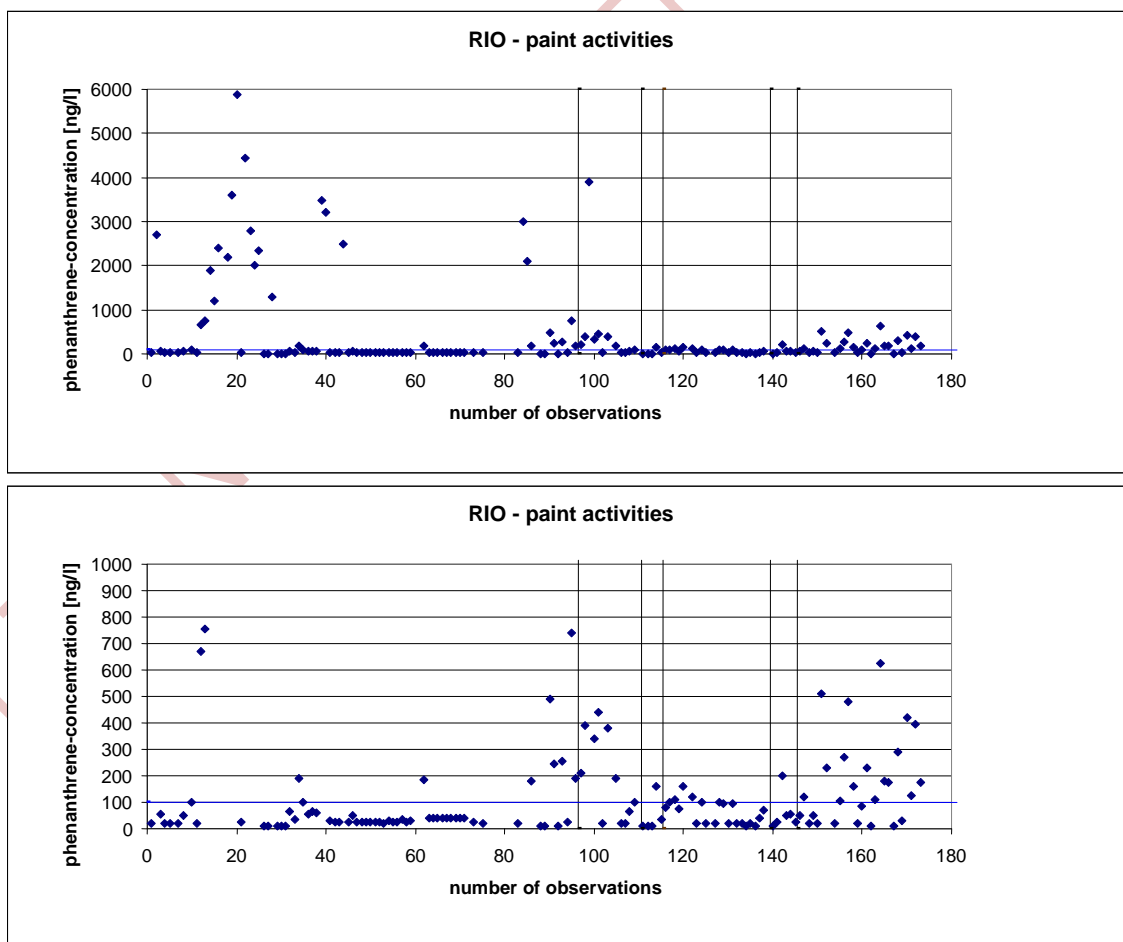 RIO - paint activities
6000
5000
4000
3000
2000
1000
0
phenanthrene-concentration [ng/l]
0 20 40 60 80 100 120 140 160 180
number of observations
RIO - paint activities
1000
900
800
700
600
500
400
300
200
100
0
phenanthrene-concentration [ng/l]
0 20 40 60 80 100 120 140 160 180
number of observations